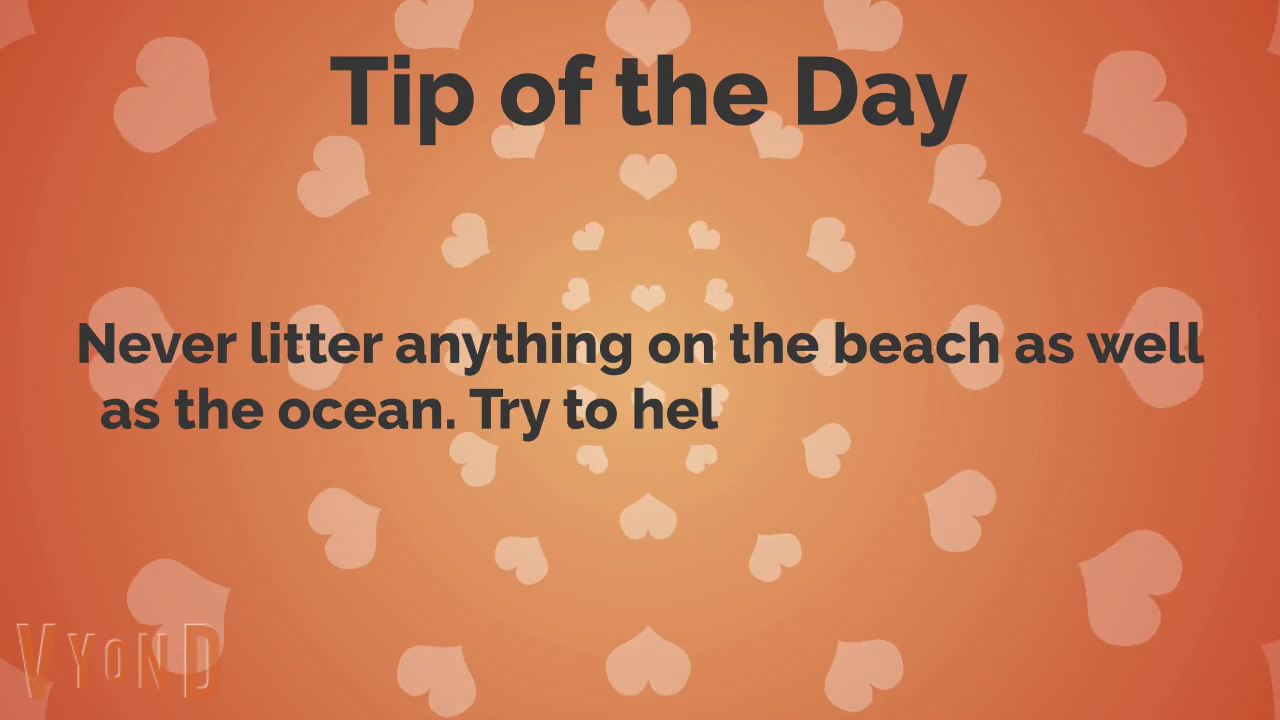 Tip of the Day
Never litter anything on the beach as well
as the ocean. Try to hel
VYOND